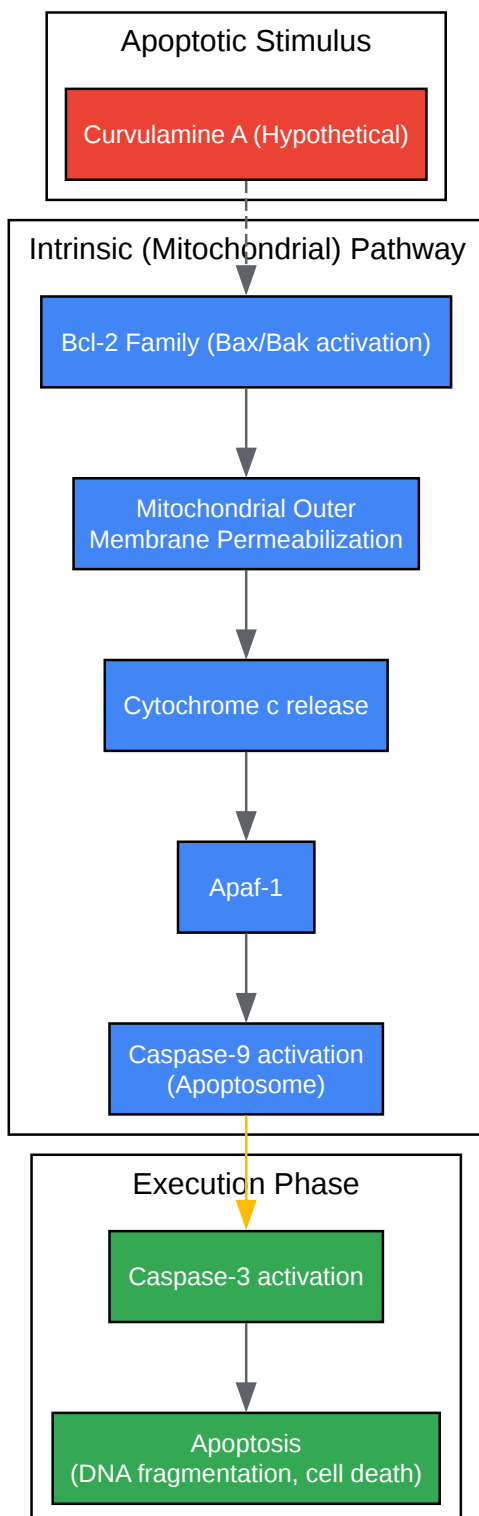 Apoptotic Stimulus
Curvulamine A (Hypothetical)
Intrinsic (Mitochondrial) Pathway
Bcl-2 Family (Bax/Bak activation)
Mitochondrial Outer
Membrane Permeabilization
Cytochrome c release
Apaf-1
Caspase-9 activation
(Apoptosome)
Execution Phase
Caspase-3 activation
Apoptosis
(DNA fragmentation, cell death)